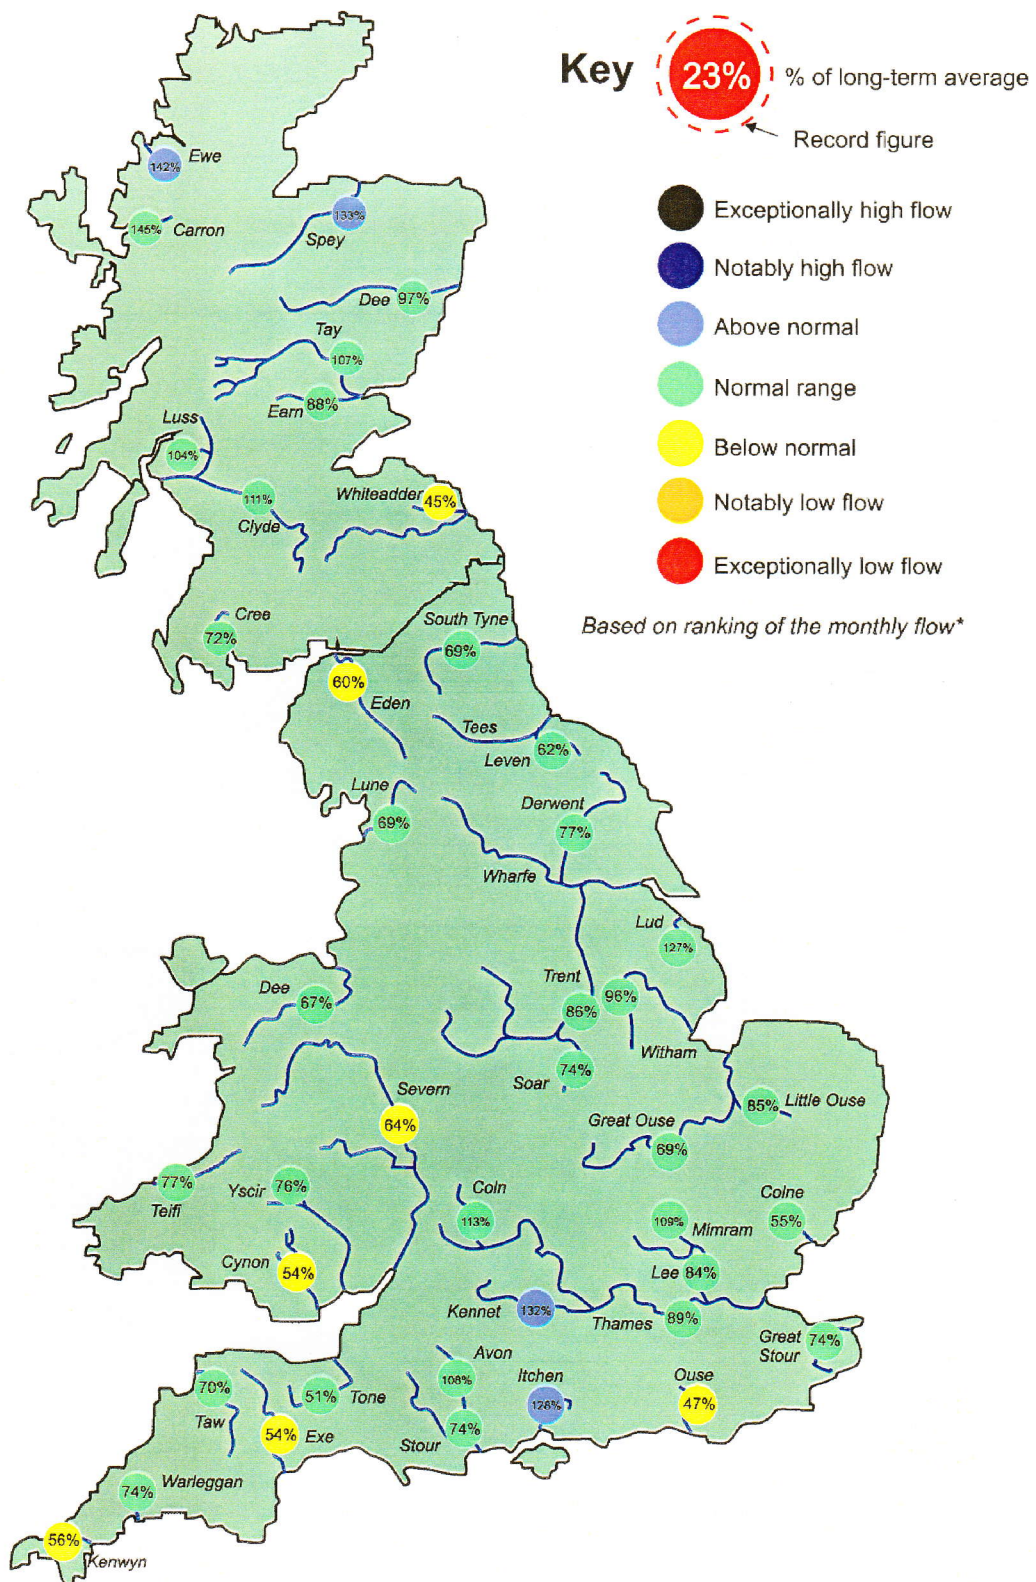 Key
23%
% of long-term average
Record figure
Exceptionally high flow
Notably high flow
Above normal
Normal range
Below normal
Notably low flow
Exceptionally low flow
Based on ranking of the monthly flow*
Ewe
142%
145%
Carron
133%
Spey
Dee
97%
Tay
107%
Earn
88%
Luss
104%
111%
Clyde
Whiteadder
45%
Cree
72%
South Tyne
69%
60%
Eden
Tees
Leven
62%
Lune
69%
Derwent
77%
Wharfe
Lud
127%
Trent
86%
96%
Witham
Dee
67%
Soar
74%
Severn
64%
Little Ouse
85%
Great Ouse
69%
77%
Teifi
Yscir
76%
Coln
113%
109%
Mimram
Colne
55%
Cynon
54%
Lee
84%
Kennet
132%
Thames
89%
Great
Stour
74%
Avon
108%
Itchen
128%
Ouse
47%
70%
Taw
51%
Tone
54%
Exe
Stour
74%
Warleggan
74%
56%
Kenwyn